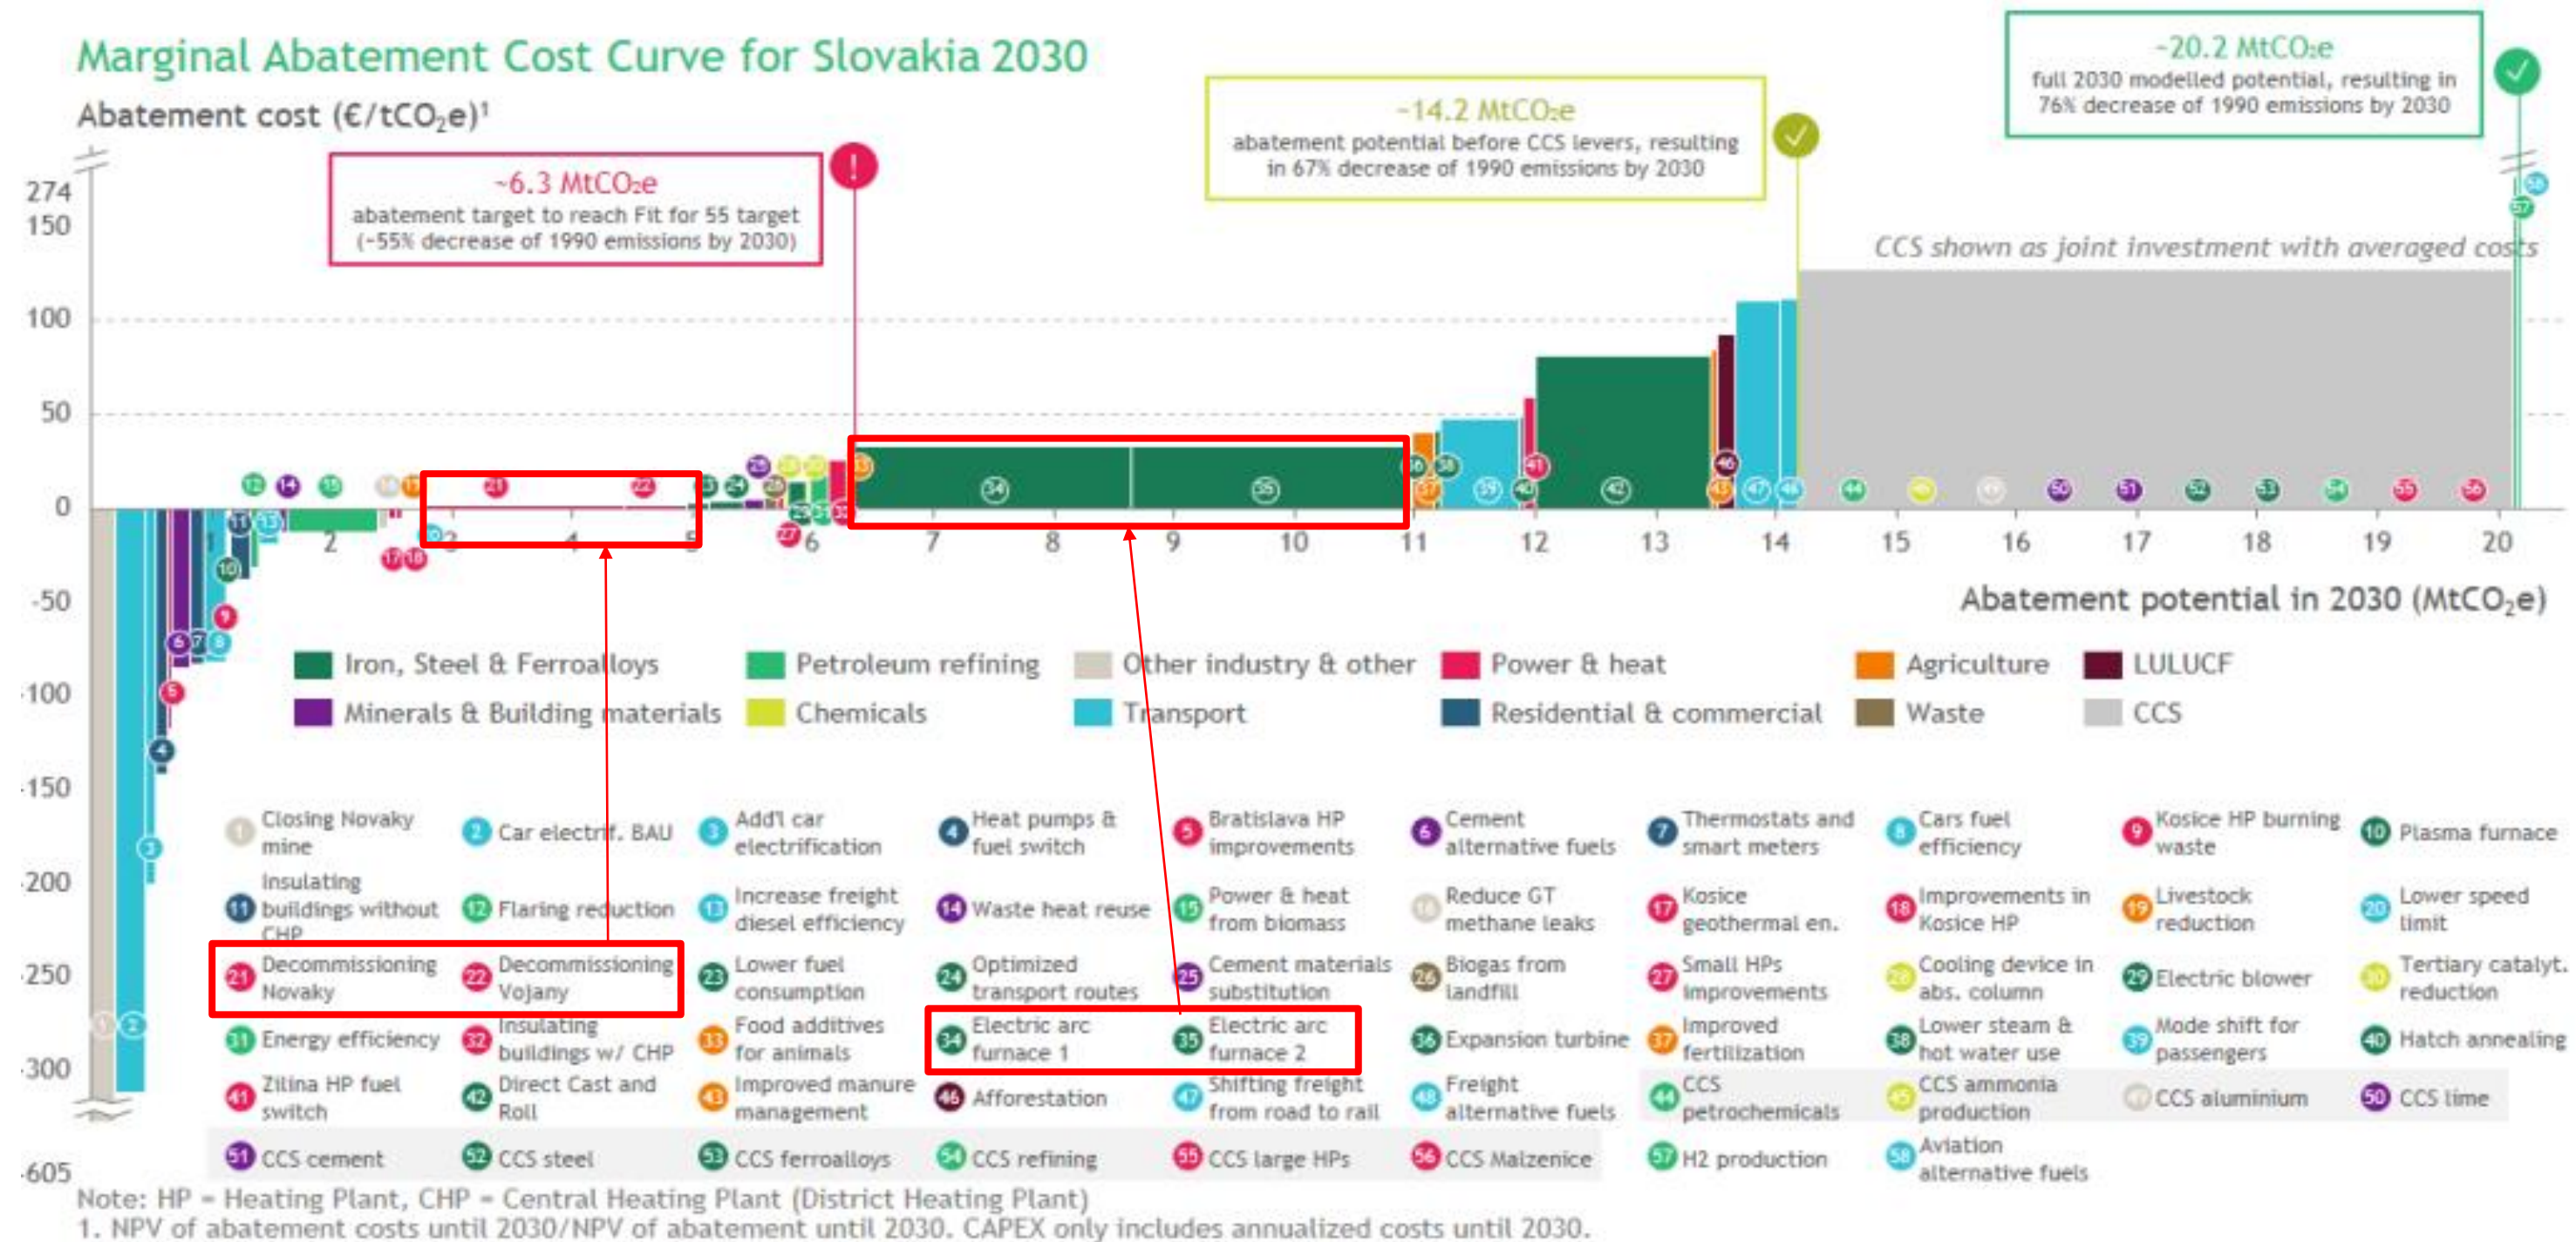 Marginal Abatement Cost Curve for Slovakia 2030
Abatement cost (€/tCO₂e)¹
~6.3 MtCO₂e
abatement target to reach Fit for 55 target
(~55% decrease of 1990 emissions by 2030)
~14.2 MtCO₂e
abatement potential before CCS levers, resulting
in 67% decrease of 1990 emissions by 2030
~20.2 MtCO₂e
full 2030 modelled potential, resulting in
76% decrease of 1990 emissions by 2030
CCS shown as joint investment with averaged costs
274
150
100
50
0
-50
-100
-150
-200
-250
-300
-605
1 2 3 4 5 6 7 8 9 10 11 12 13 14 15 16 17 18 19 20
Abatement potential in 2030 (MtCO₂e)
Iron, Steel & Ferroalloys
Petroleum refining
Other industry & other
Power & heat
Agriculture
LULUCF
Minerals & Building materials
Chemicals
Transport
Residential & commercial
Waste
CCS
1 Closing Novaky
mine
2 Car electrif. BAU
3 Add'l car
electrification
4 Heat pumps &
fuel switch
5 Bratislava HP
improvements
6 Cement
alternative fuels
7 Thermostats and
smart meters
8 Cars fuel
efficiency
9 Kosice HP burning
waste
10 Plasma furnace
11 Insulating
buildings without
CHP
12 Flaring reduction
13 Increase freight
diesel efficiency
14 Waste heat reuse
15 Power & heat
from biomass
16 Reduce GT
methane leaks
17 Kosice
geothermal en.
18 Improvements in
Kosice HP
19 Livestock
reduction
20 Lower speed
limit
21 Decommissioning
Novaky
22 Decommissioning
Vojany
23 Lower fuel
consumption
24 Optimized
transport routes
25 Cement materials
substitution
26 Biogas from
landfill
27 Small HPs
improvements
28 Cooling device in
abs. column
29 Electric blower
30 Tertiary catalyt.
reduction
31 Energy efficiency
32 Insulating
buildings w/ CHP
33 Food additives
for animals
34 Electric arc
furnace 1
35 Electric arc
furnace 2
36 Expansion turbine
37 Improved
fertilization
38 Lower steam &
hot water use
39 Mode shift for
passengers
40 Hatch annealing
41 Zilina HP fuel
switch
42 Direct Cast and
Roll
43 Improved manure
management
46 Afforestation
47 Shifting freight
from road to rail
48 Freight
alternative fuels
44 CCS
petrochemicals
45 CCS ammonia
production
CCS aluminium
50 CCS lime
51 CCS cement
52 CCS steel
53 CCS ferroalloys
54 CCS refining
55 CCS large HPs
56 CCS Malzenice
57 H2 production
58 Aviation
alternative fuels
Note: HP = Heating Plant, CHP = Central Heating Plant (District Heating Plant)
1. NPV of abatement costs until 2030/NPV of abatement until 2030. CAPEX only includes annualized costs until 2030.